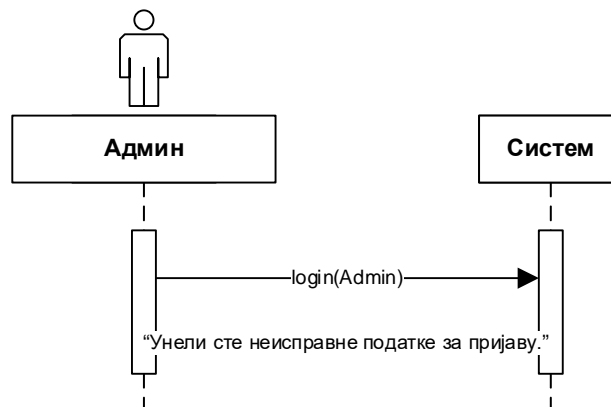 Админ
Систем
login(Admin)
“Унели сте неисправне податке за пријаву.”